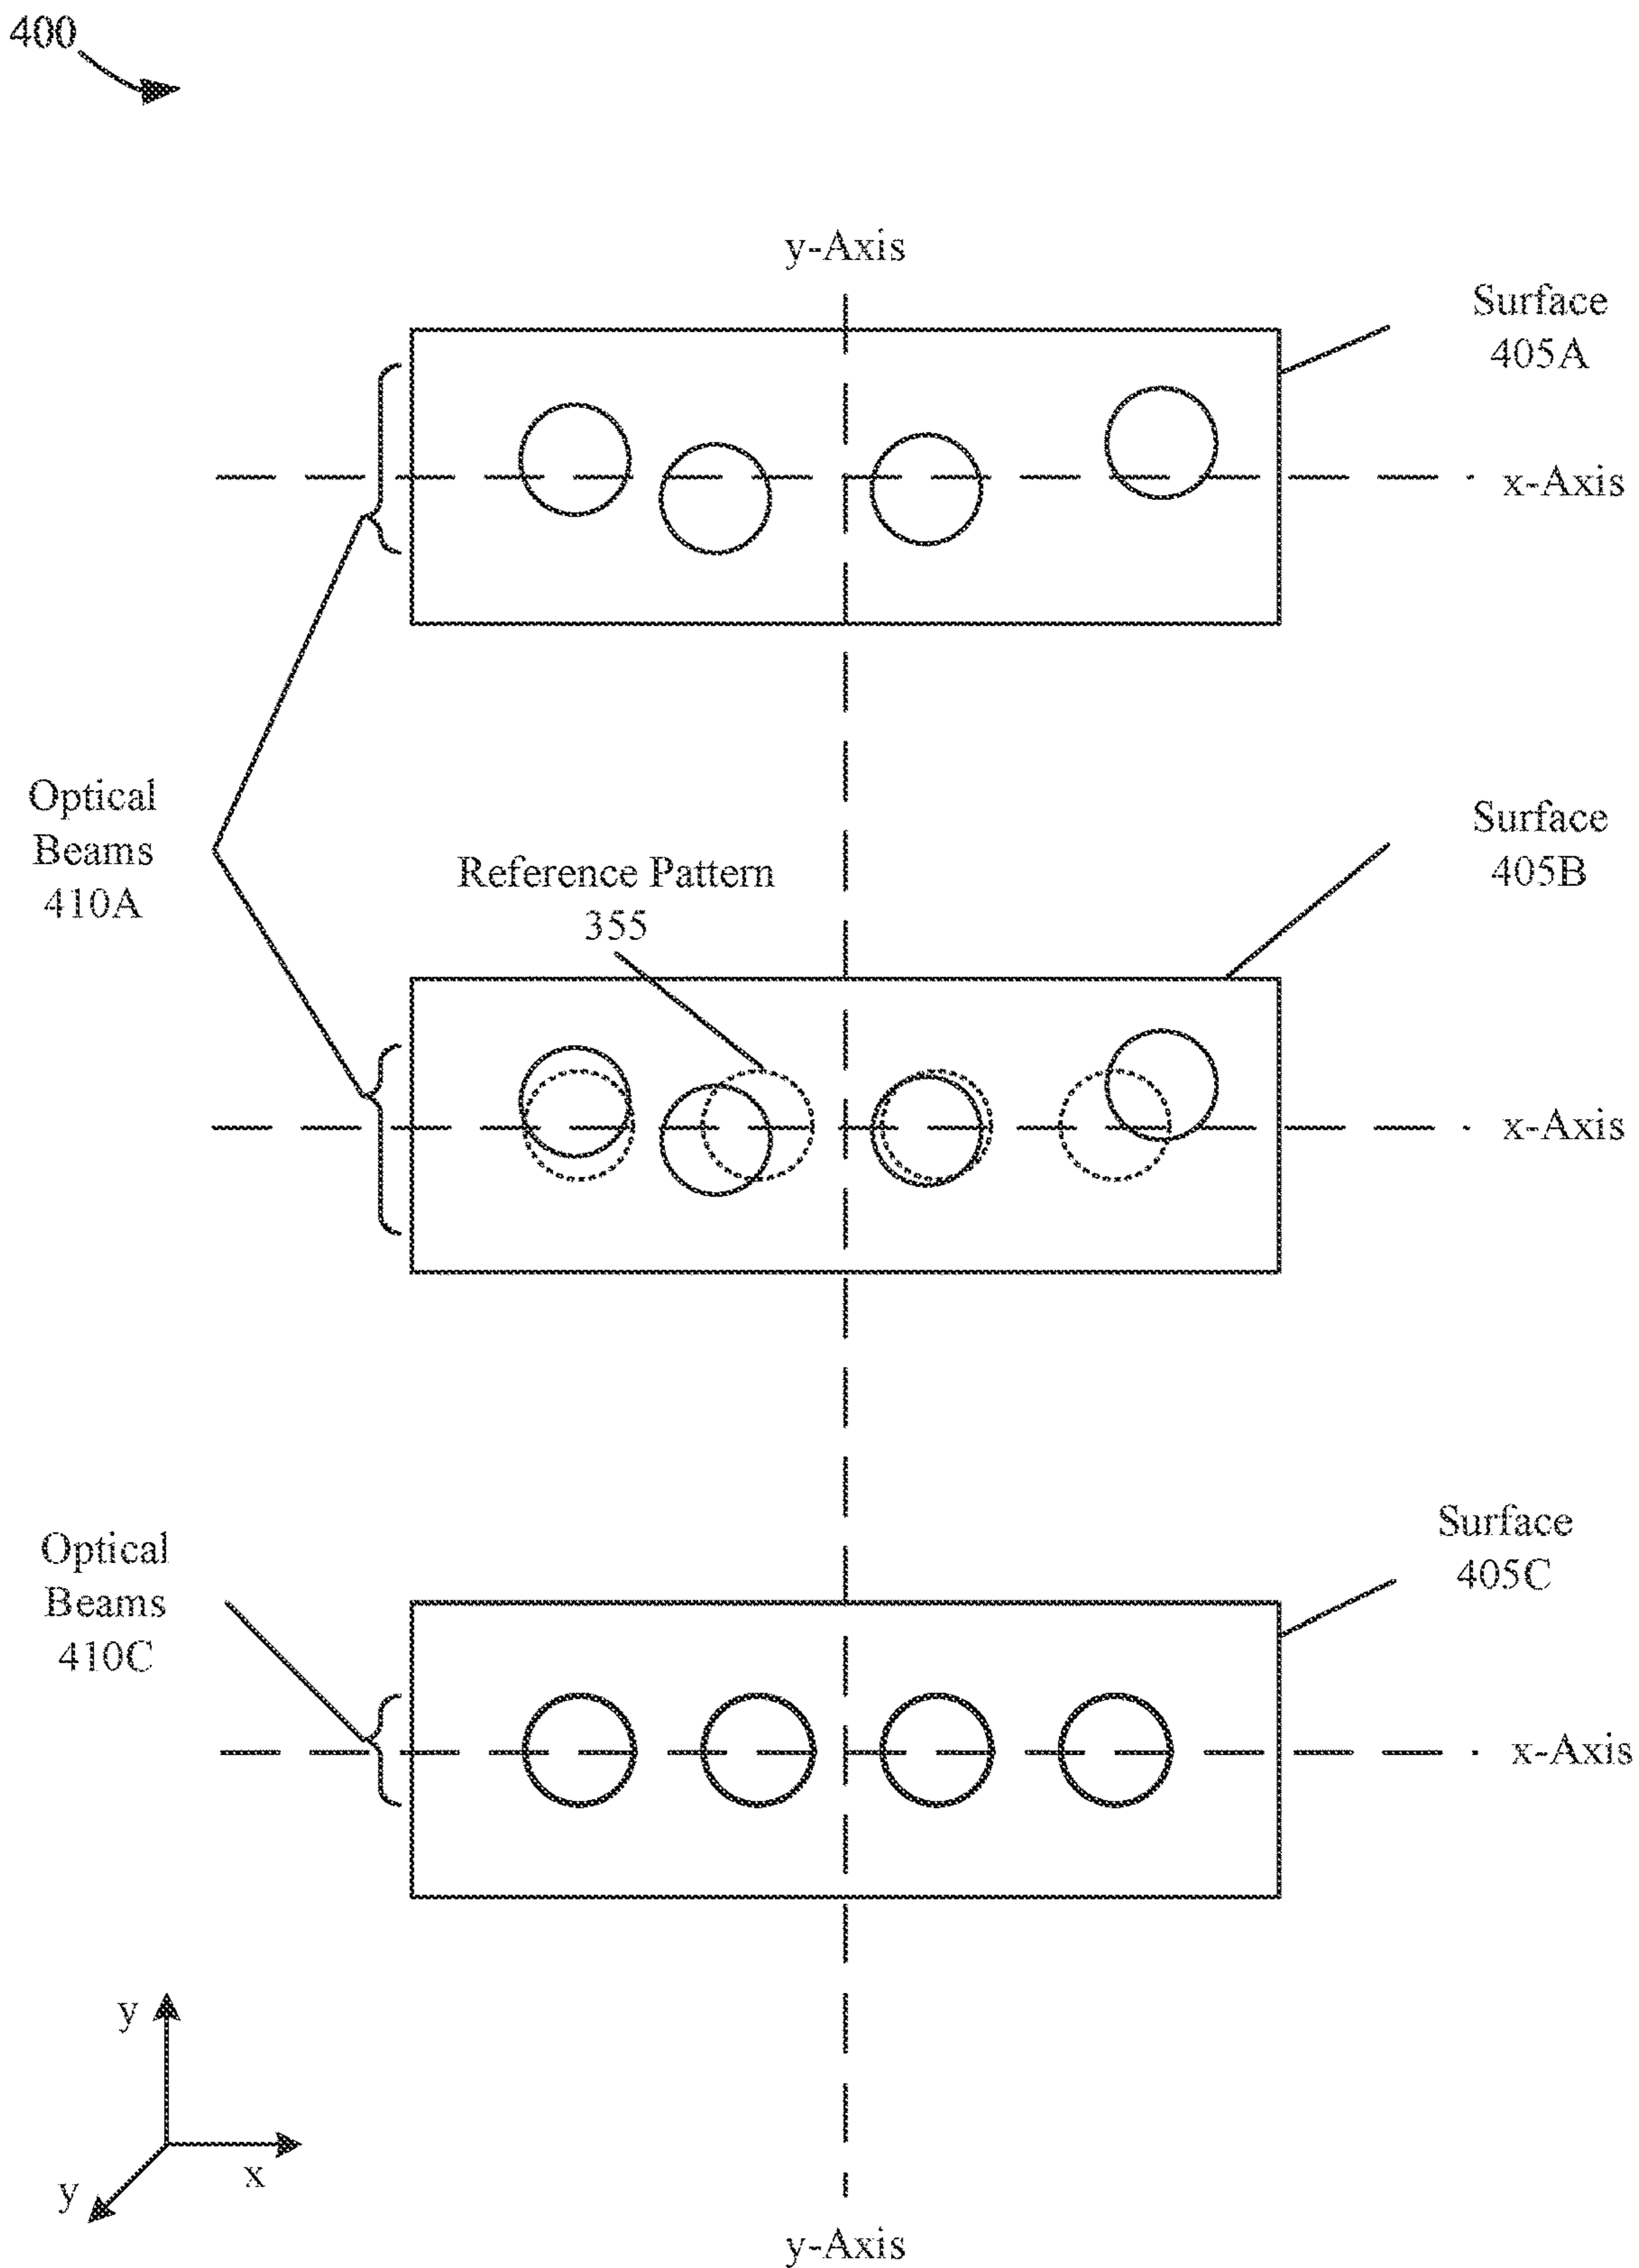 400
y-Axis
Surface
405A
x-Axis
Optical
Beams
410A
Reference Pattern
355
Surface
405B
x-Axis
Optical
Beams
410C
Surface
405C
x-Axis
y
x
y
y-Axis